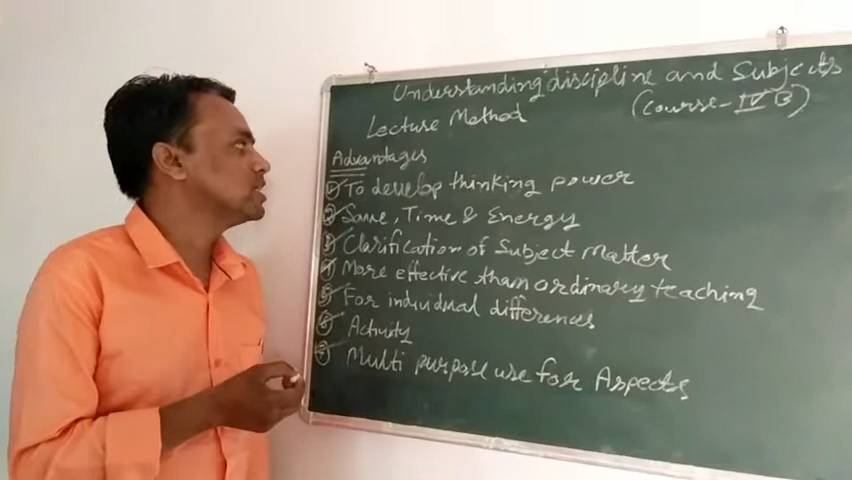 Understanding discipline and Subjects
(Course-IV B)
Lecture Method
Advantages
1 To develop thinking power
2 Same, Time & Energy
3 Clarification of Subject Matter
4 More effective than ordinary teaching
5 For individual differences
6 Activity
7 Multi purpose use for Aspects